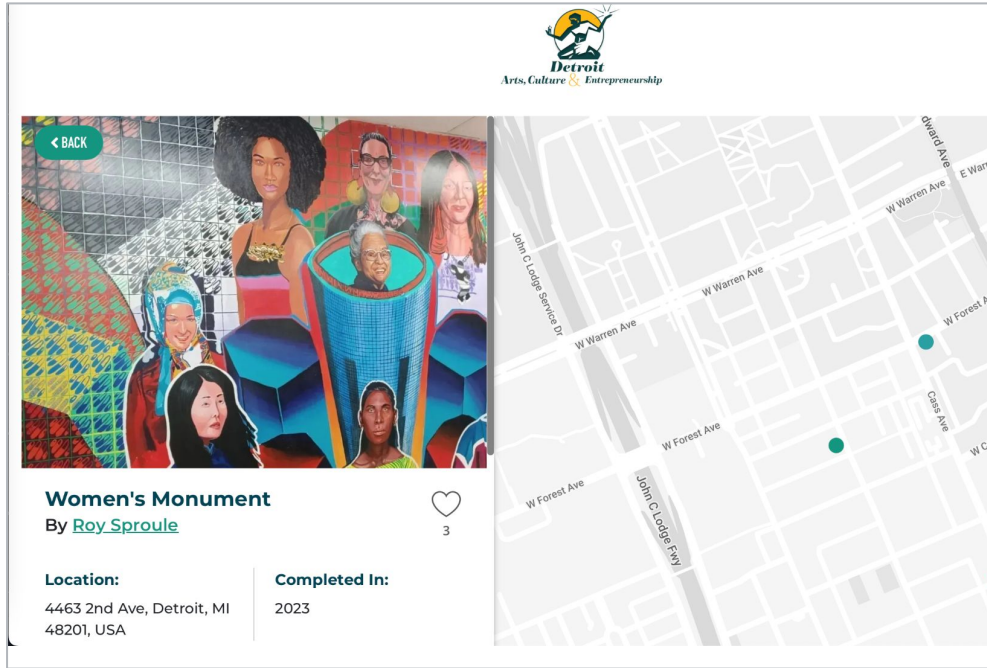 Detroit
Arts, Culture & Entrepreneurship
BACK
Women's Monument
By Roy Sproule
3
Location:
4463 2nd Ave, Detroit, MI
48201, USA
Completed In:
2023
dward Ave
E Warr
W Warren Ave
W Warren Ave
W Warren Ave
John C Lodge Service Dr
W Forest A
Cass Ave
W Forest Ave
W C
W Forest Ave
John C Lodge Fwy